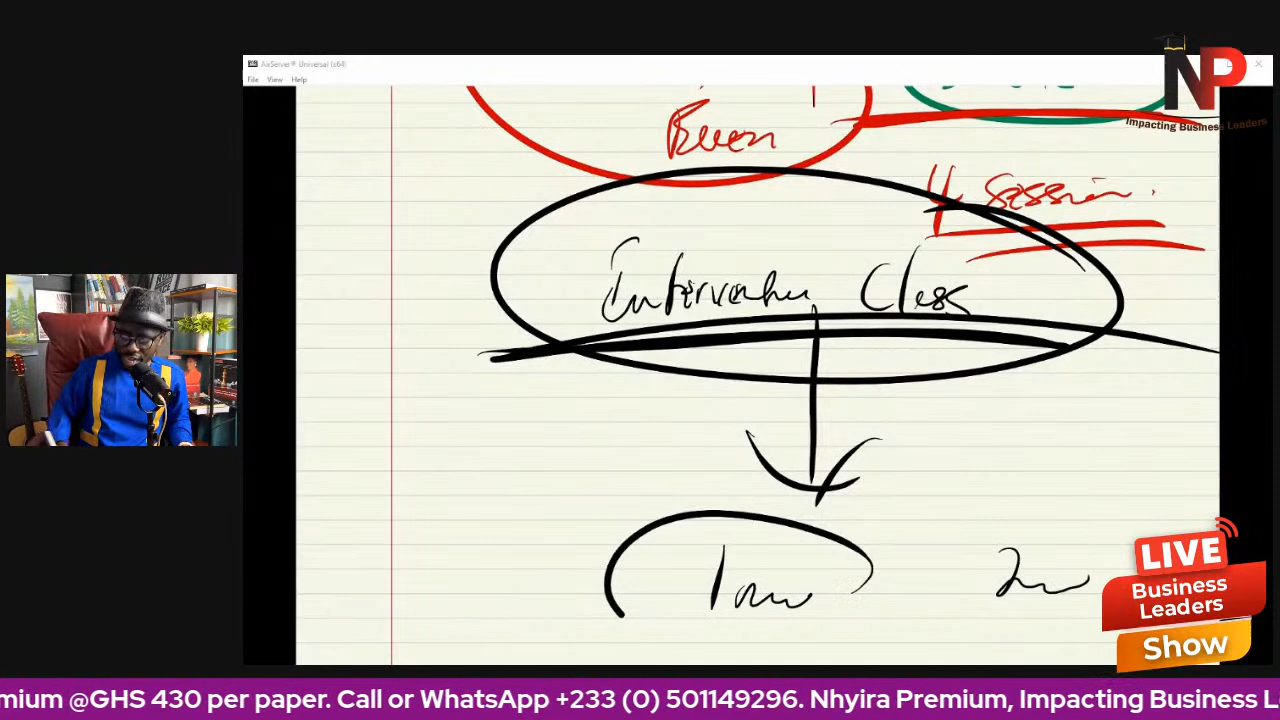 AirServer® Universal (x64)
File View Help
NP
Impacting Business Leaders
4 session.
Intervention Class
LIVE
Business
Leaders
Show
mium @GHS 430 per paper. Call or WhatsApp +233 (0) 501149296. Nhyira Premium, Impacting Business L